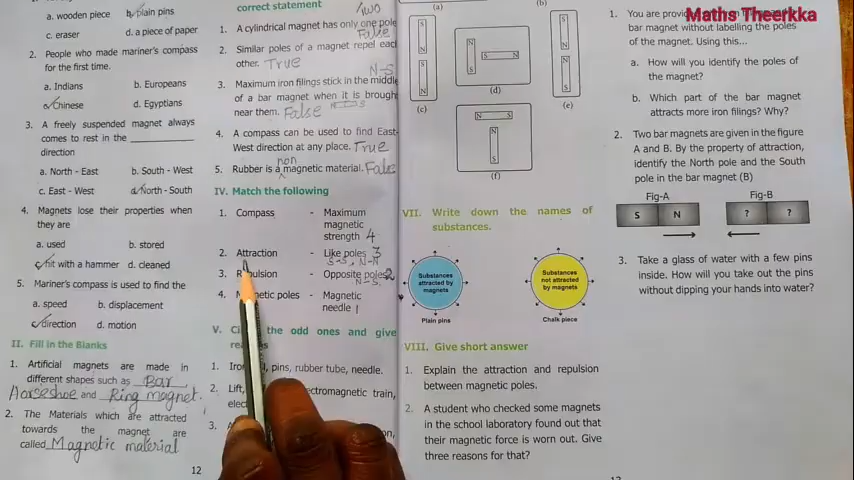 Maths Theerkka
a. wooden piece
b. plain pins
c. eraser
d. a piece of paper
2. People who made mariner's compass
for the first time.
a. Indians
b. Europeans
c. Chinese
d. Egyptians
3. A freely suspended magnet always
comes to rest in the
direction
a. North - East
b. South - West
c. East - West
d. North - South
4. Magnets lose their properties when
they are
a. used
b. stored
c. hit with a hammer
d. cleaned
5. Mariner's compass is used to find the
a. speed
b. displacement
c. direction
d. motion
II. Fill in the Blanks
1. Artificial magnets are made in
different shapes such as Bar
Horseshoe and Ring magnet.
2. The Materials which are attracted
towards the magnet are
called Magnetic material
12
correct statement
Two
1. A cylindrical magnet has only one pole
False
2. Similar poles of a magnet repel each
other. True
N-S
3. Maximum iron filings stick in the middle
of a bar magnet when it is brough
near them. False
4. A compass can be used to find East-
West direction at any place. True
non
5. Rubber is a magnetic material. False
IV. Match the following
1. Compass - Maximum
magnetic
strength 4
2. Attraction - Like poles 3
S-S, N-N
3. Repulsion - Opposite poles 2
N-S
4. Magnetic poles - Magnetic
needle 1
the odd ones and give
1. pins, rubber tube, needle.
2. Lift, electromagnetic train,
3.
(a)
(b)
S
N
S
N
(c)
N
S
S N
(d)
S
N
N
S
(e)
N S
N
S
(f)
VII. Write down the names of
substances.
Substances
attracted by
magnets
Plain pins
Substances
not attracted
by magnets
Chalk piece
VIII. Give short answer
1. Explain the attraction and repulsion
between magnetic poles.
2. A student who checked some magnets
in the school laboratory found out that
their magnetic force is worn out. Give
three reasons for that?
1. You are
bar magnet without labelling the poles
of the magnet. Using this...
a. How will you identify the poles of
the magnet?
b. Which part of the bar magnet
attracts more iron filings? Why?
2. Two bar magnets are given in the figure
A and B. By the property of attraction,
identify the North pole and the South
pole in the bar magnet (B)
Fig-A
Fig-B
S N
? ?
3. Take a glass of water with a few pins
inside. How will you take out the pins
without dipping your hands into water?